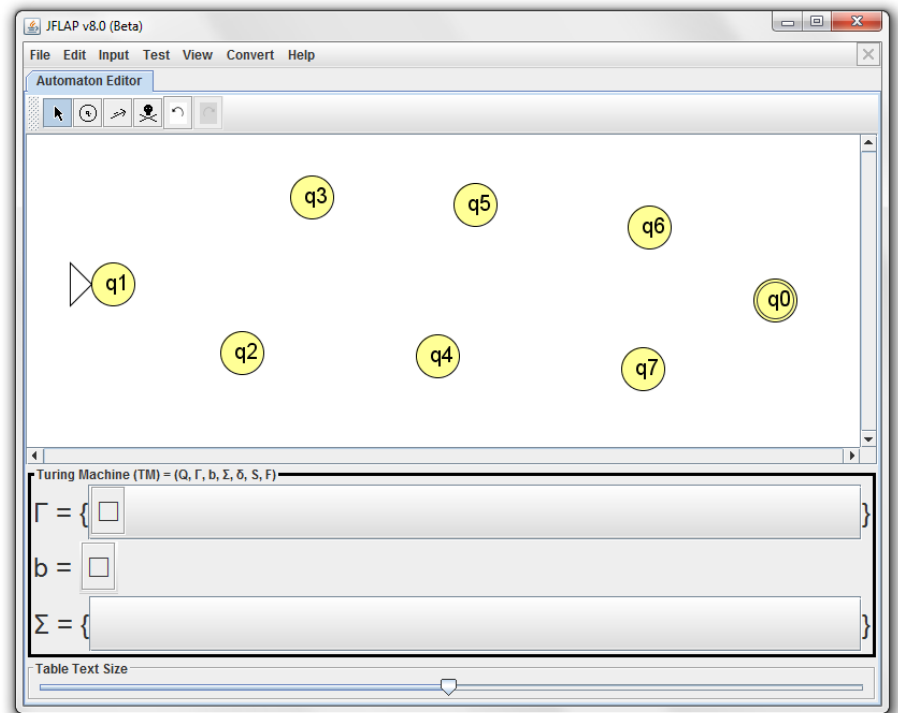 JFLAP v8.0 (Beta)
File Edit Input Test View Convert Help
Automaton Editor
q3
q5
q6
q1
q0
q2
q4
q7
Turing Machine (TM) = (Q, Γ, b, Σ, δ, S, F)
Γ = {□}
b = □
Σ = {}
Table Text Size